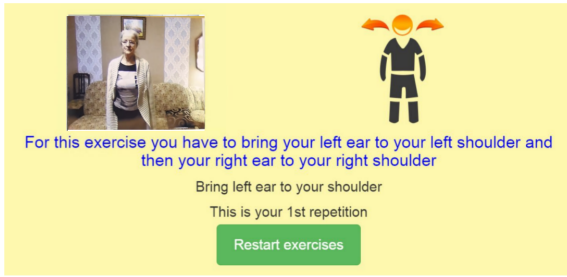 For this exercise you have to bring your left ear to your left shoulder and
then your right ear to your right shoulder
Bring left ear to your shoulder
This is your 1st repetition
Restart exercises